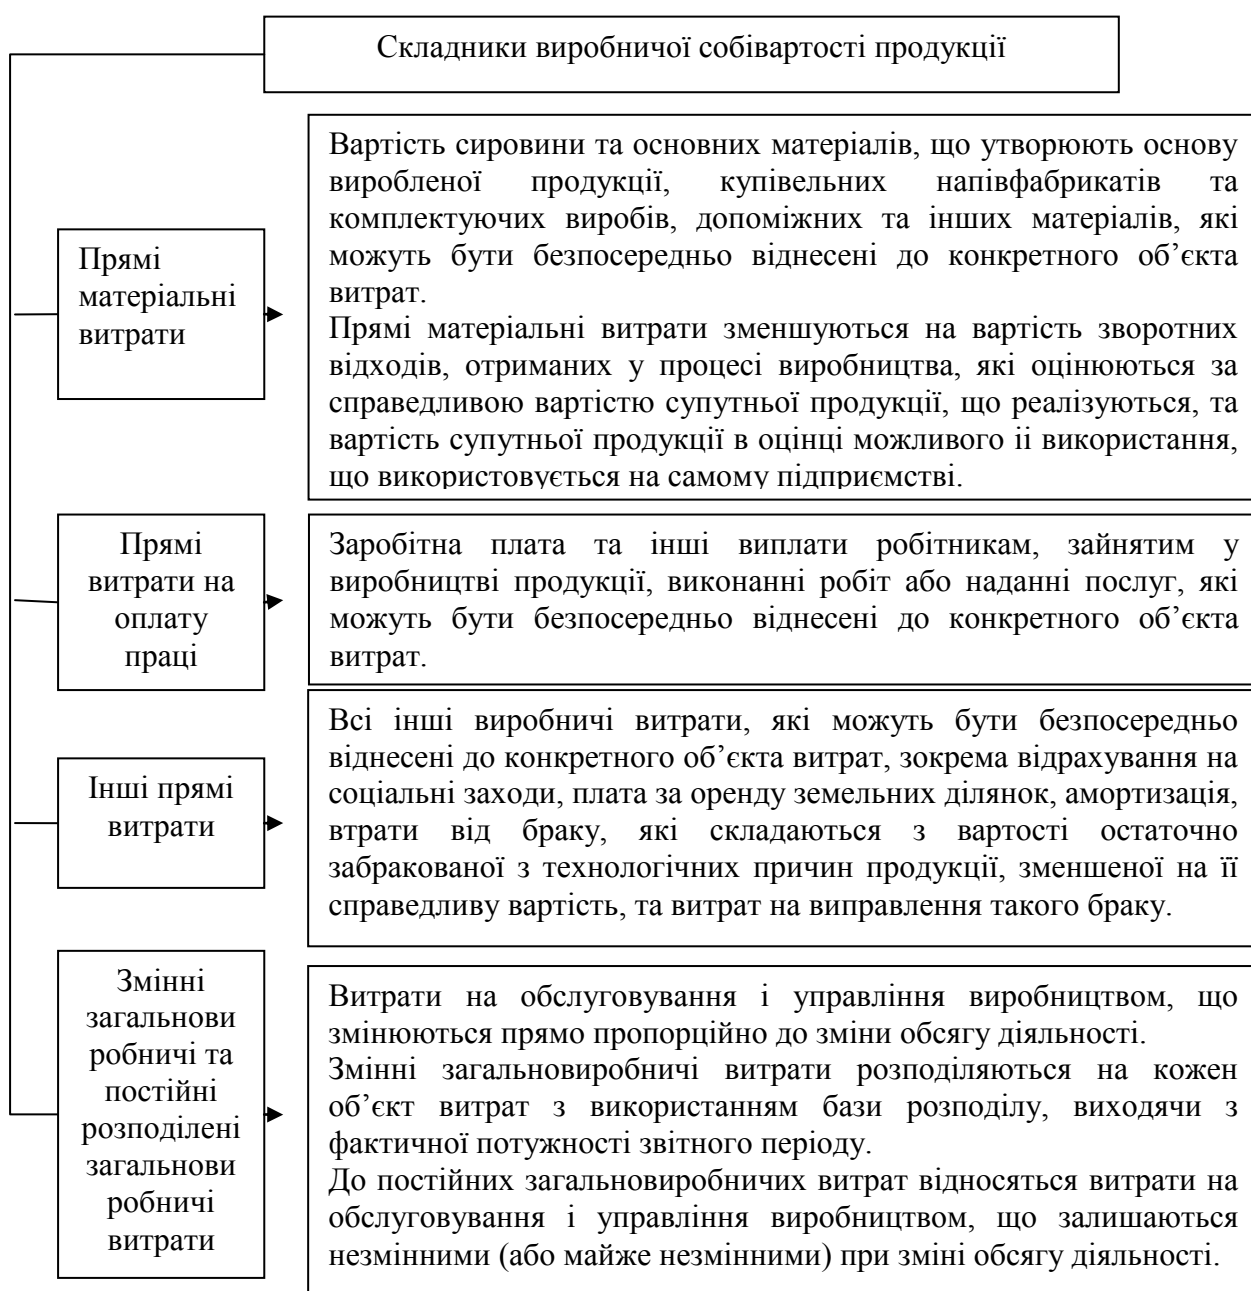 Складники виробничої собівартості продукції
Прямі
матеріальні
витрати
Вартість сировини та основних матеріалів, що утворюють основу
виробленої продукції, купівельних напівфабрикатів та
комплектуючих виробів, допоміжних та інших матеріалів, які
можуть бути безпосередньо віднесені до конкретного об’єкта
витрат.
Прямі матеріальні витрати зменшуються на вартість зворотних
відходів, отриманих у процесі виробництва, які оцінюються за
справедливою вартістю супутньої продукції, що реалізуються, та
вартість супутньої продукції в оцінці можливого іі використання,
що використовується на самому підприємстві.
Прямі
витрати на
оплату
праці
Заробітна плата та інші виплати робітникам, зайнятим у
виробництві продукції, виконанні робіт або наданні послуг, які
можуть бути безпосередньо віднесені до конкретного об’єкта
витрат.
Інші прямі
витрати
Всі інші виробничі витрати, які можуть бути безпосередньо
віднесені до конкретного об’єкта витрат, зокрема відрахування на
соціальні заходи, плата за оренду земельних ділянок, амортизація,
втрати від браку, які складаються з вартості остаточно
забракованої з технологічних причин продукції, зменшеної на її
справедливу вартість, та витрат на виправлення такого браку.
Змінні
загальнови
робничі та
постійні
розподілені
загальнови
робничі
витрати
Витрати на обслуговування і управління виробництвом, що
змінюються прямо пропорційно до зміни обсягу діяльності.
Змінні загальновиробничі витрати розподіляються на кожен
об’єкт витрат з використанням бази розподілу, виходячи з
фактичної потужності звітного періоду.
До постійних загальновиробничих витрат відносяться витрати на
обслуговування і управління виробництвом, що залишаються
незмінними (або майже незмінними) при зміні обсягу діяльності.